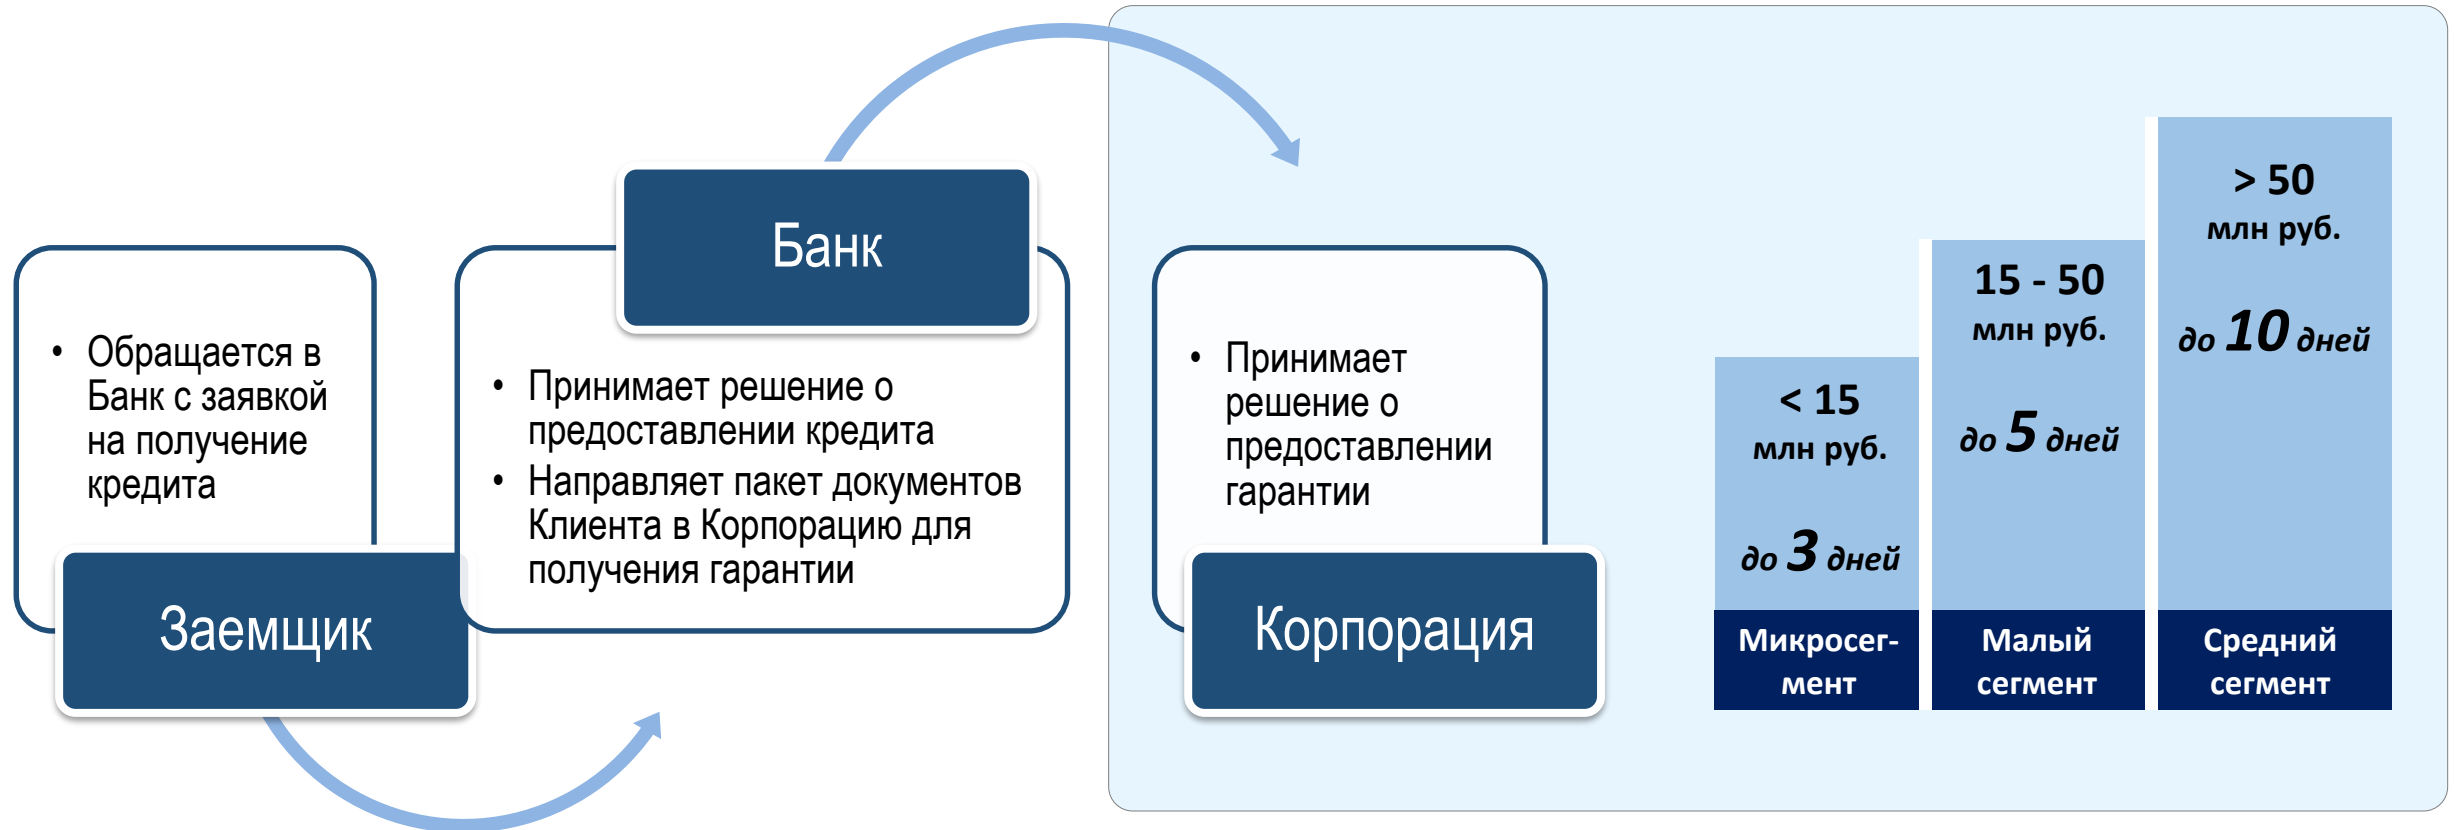 • Обращается в
Банк с заявкой
на получение
кредита
Заемщик
Банк
• Принимает решение о
предоставлении кредита
• Направляет пакет документов
Клиента в Корпорацию для
получения гарантии
• Принимает
решение о
предоставлении
гарантии
Корпорация
< 15
млн руб.
до 3 дней
Микросег-
мент
15 - 50
млн руб.
до 5 дней
Малый
сегмент
> 50
млн руб.
до 10 дней
Средний
сегмент